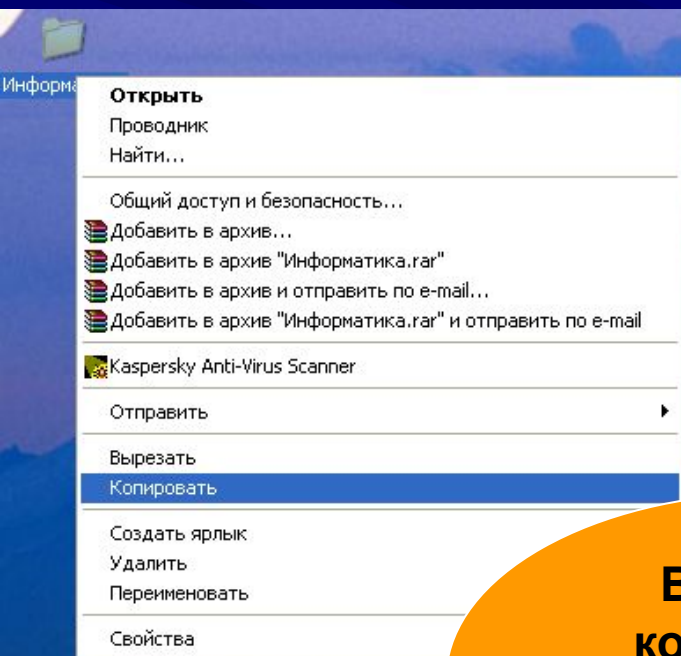 Открыть
Проводник
Найти...
Общий доступ и безопасность...
Добавить в архив...
Добавить в архив "Информатика.rar"
Добавить в архив и отправить по e-mail...
Добавить в архив "Информатика.rar" и отправить по e-mail
Kaspersky Anti-Virus Scanner
Отправить
Вырезать
Копировать
Создать ярлык
Удалить
Переименовать
Свойства